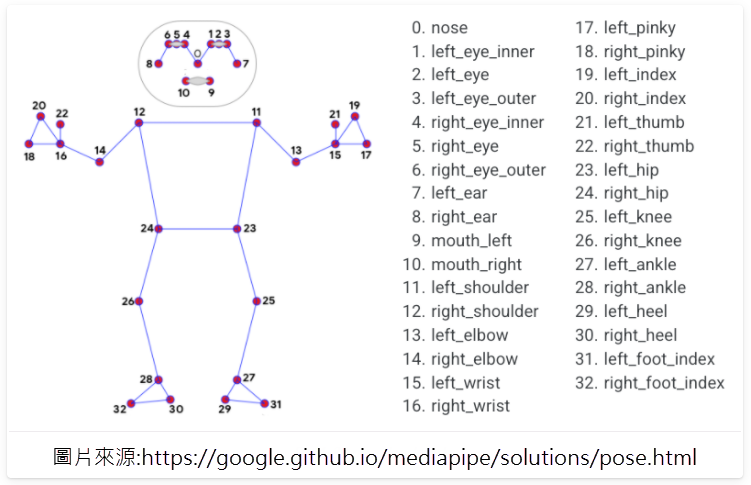 6 5 4 1 2 3
0
8 7
10 9
20 22 12 11 21 19
18 16 14 13 15 17
24 23
26 25
28 27
32 30 29 31
0. nose
1. left_eye_inner
2. left_eye
3. left_eye_outer
4. right_eye_inner
5. right_eye
6. right_eye_outer
7. left_ear
8. right_ear
9. mouth_left
10. mouth_right
11. left_shoulder
12. right_shoulder
13. left_elbow
14. right_elbow
15. left_wrist
16. right_wrist
17. left_pinky
18. right_pinky
19. left_index
20. right_index
21. left_thumb
22. right_thumb
23. left_hip
24. right_hip
25. left_knee
26. right_knee
27. left_ankle
28. right_ankle
29. left_heel
30. right_heel
31. left_foot_index
32. right_foot_index
圖片來源:https://google.github.io/mediapipe/solutions/pose.html